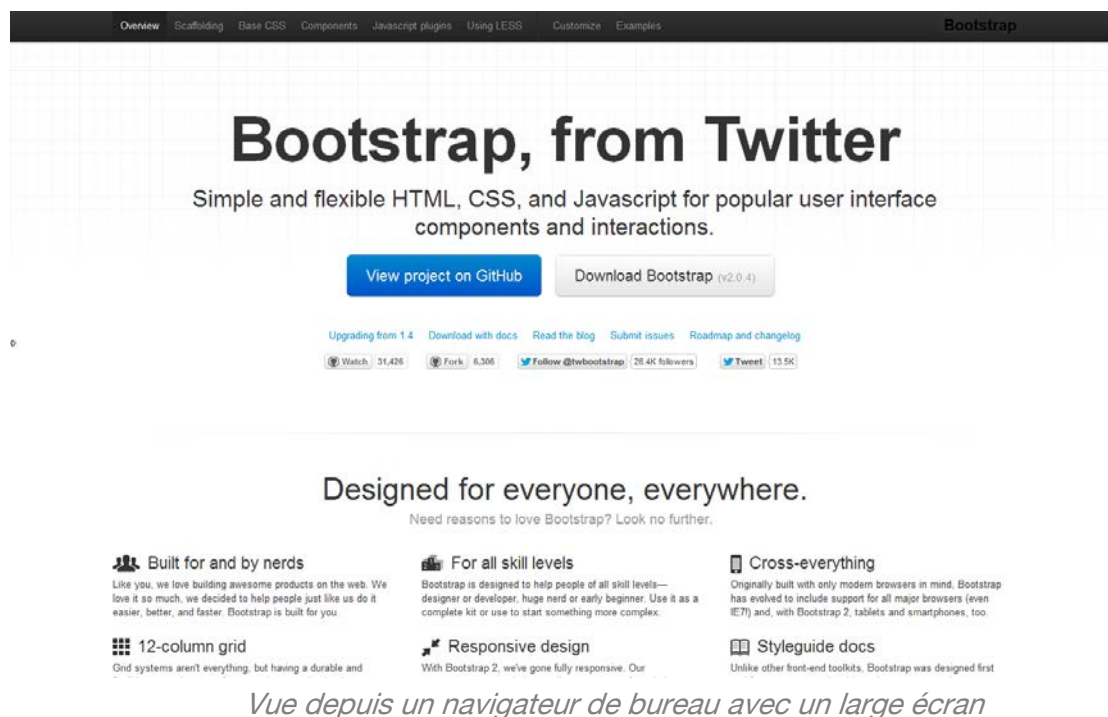 Overview Scaffolding Base CSS Components Javascript plugins Using LESS Customize Examples Bootstrap
Bootstrap, from Twitter
Simple and flexible HTML, CSS, and Javascript for popular user interface
components and interactions.
View project on GitHub Download Bootstrap (v2.0.4)
Upgrading from 1.4 Download with docs Read the blog Submit issues Roadmap and changelog
Watch 31,426 Fork 6,306 Follow @twbootstrap 26.4K followers Tweet 13.5K
Designed for everyone, everywhere.
Need reasons to love Bootstrap? Look no further.
Built for and by nerds
Like you, we love building awesome products on the web. We
love it so much, we decided to help people just like us do it
easier, better, and faster. Bootstrap is built for you
For all skill levels
Bootstrap is designed to help people of all skill levels—
designer or developer, huge nerd or early beginner. Use it as a
complete kit or use to start something more complex.
Cross-everything
Originally built with only modern browsers in mind. Bootstrap
has evolved to include support for all major browsers (even
IE7!) and, with Bootstrap 2, tablets and smartphones, too.
12-column grid
Grid systems aren't everything, but having a durable and
Responsive design
With Bootstrap 2, we've gone fully responsive. Our
Styleguide docs
Unlike other front-end toolkits, Bootstrap was designed first
Vue depuis un navigateur de bureau avec un large écran